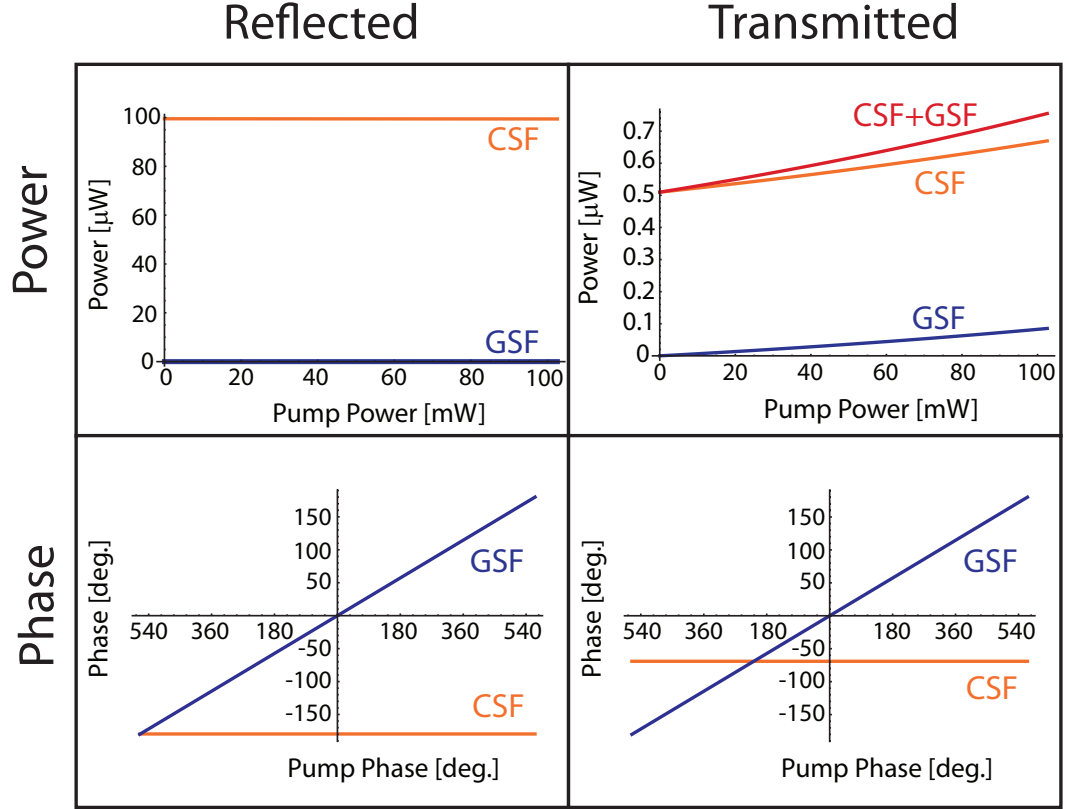 Reflected
Transmitted
Power
Power [μW]
100
80
60
40
20
0
CSF
GSF
0 20 40 60 80 100
Pump Power [mW]
Power [μW]
0.7
0.6
0.5
0.4
0.3
0.2
0.1
0
CSF+GSF
CSF
GSF
0 20 40 60 80 100
Pump Power [mW]
Phase
Phase [deg.]
150
100
50
-50
-100
-150
540 360 180 180 360 540
GSF
CSF
Pump Phase [deg.]
Phase [deg.]
150
100
50
-50
-100
-150
540 360 180 180 360 540
GSF
CSF
Pump Phase [deg.]